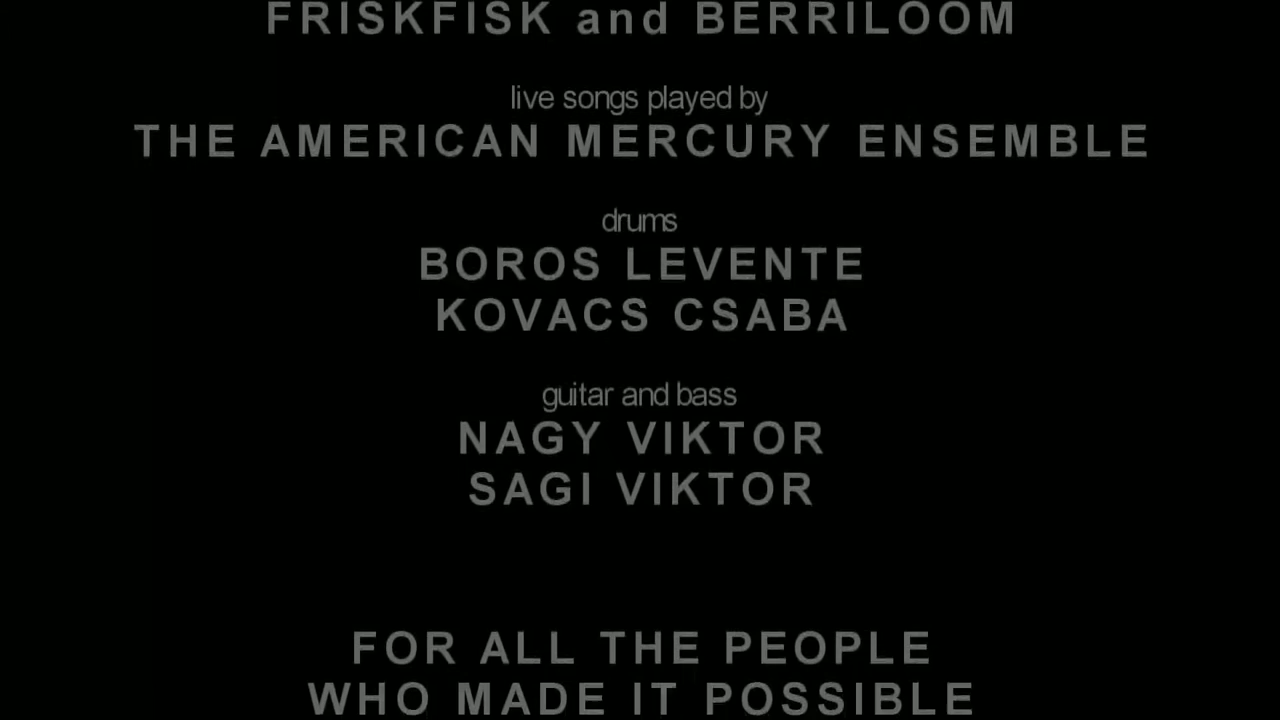 FRISKFISK and BERRILOOM
live songs played by
THE AMERICAN MERCURY ENSEMBLE
drums
BOROS LEVENTE
KOVACS CSABA
guitar and bass
NAGY VIKTOR
SAGI VIKTOR
FOR ALL THE PEOPLE
WHO MADE IT POSSIBLE